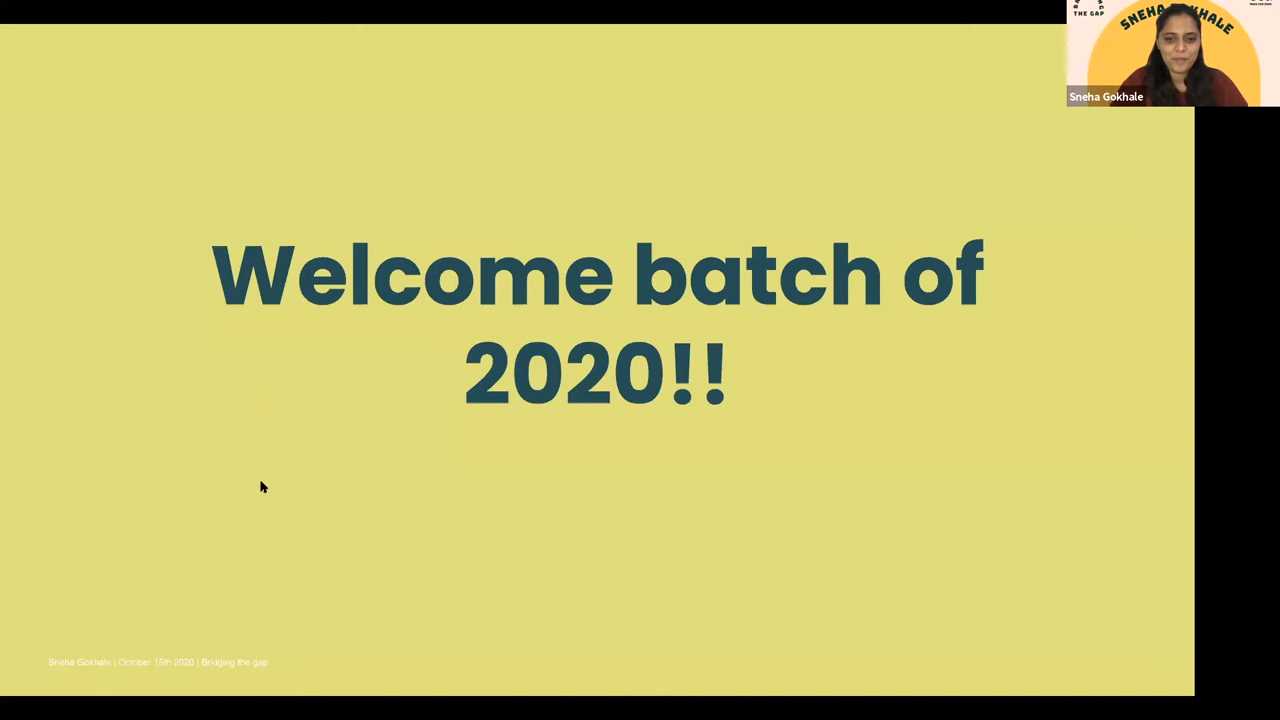 THE GAP
SNEHA GOKHALE
Sneha Gokhale
Welcome batch of
2020!!
Sneha Gokhale | October 15th 2020 | Bridging the gap